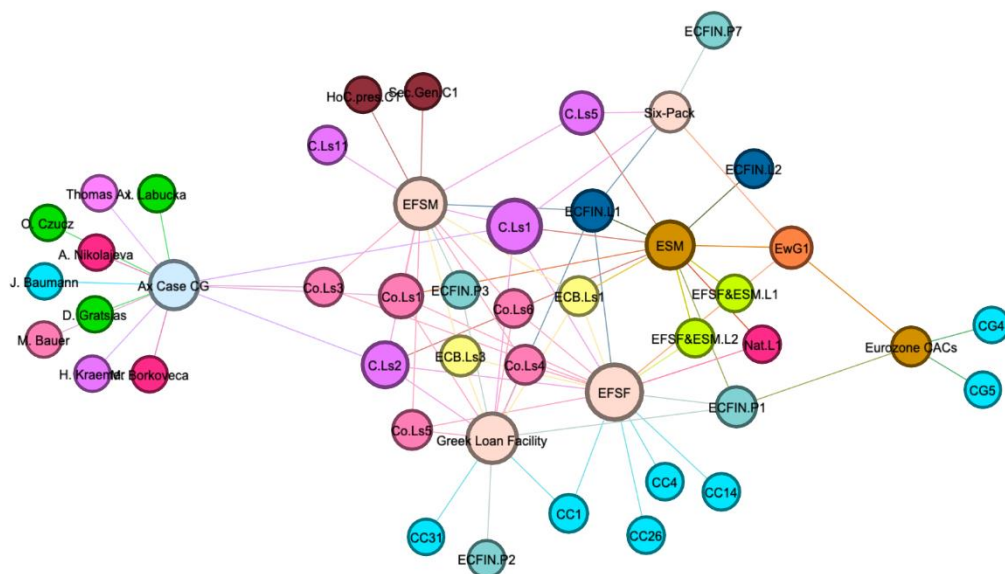 ECFIN.P7
HoC.pres.C1
Sec.Gen.C1
C.Ls5
Six-Pack
C.Ls11
ECFIN.L2
Thomas Ax
I. Labucka
EFSM
ECFIN.L1
O. Czucz
C.Ls1
A. Nikolajeva
ESM
EwG1
J. Baumann
Ax Case CG
Co.Ls3
Co.Ls1
ECFIN.P3
ECB.Ls1
EFSF&ESM.L1
D. Gratsias
Co.Ls6
M. Bauer
EFSF&ESM.L2
Nat.L1
CG4
ECB.Ls3
Eurozone CACs
C.Ls2
Co.Ls4
H. Kraemer
M. Borkoveca
CG5
EFSF
ECFIN.P1
Co.Ls5
Greek Loan Facility
CC4
CC14
CC1
CC31
CC26
ECFIN.P2